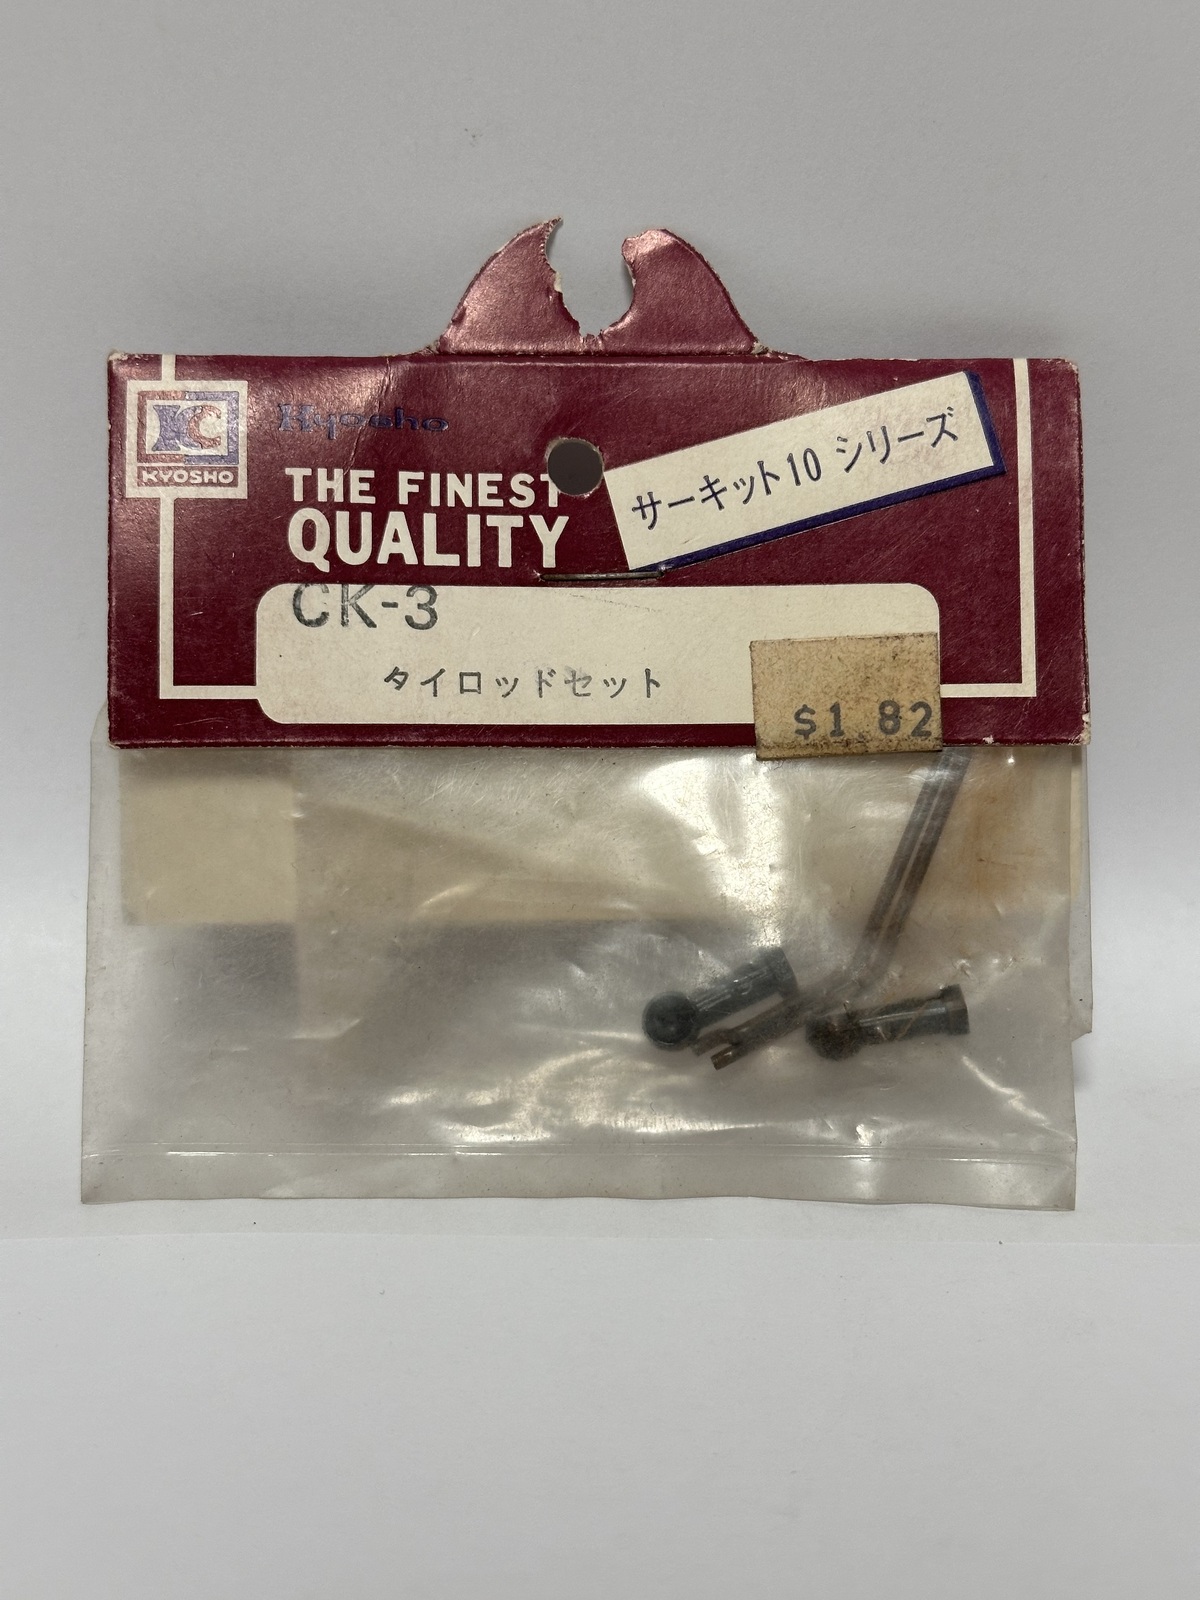 KC
KYOSHO
Kyosho
THE FINEST
QUALITY
サーキット10 シリーズ
CK-3
タイロッドセット
$1.82